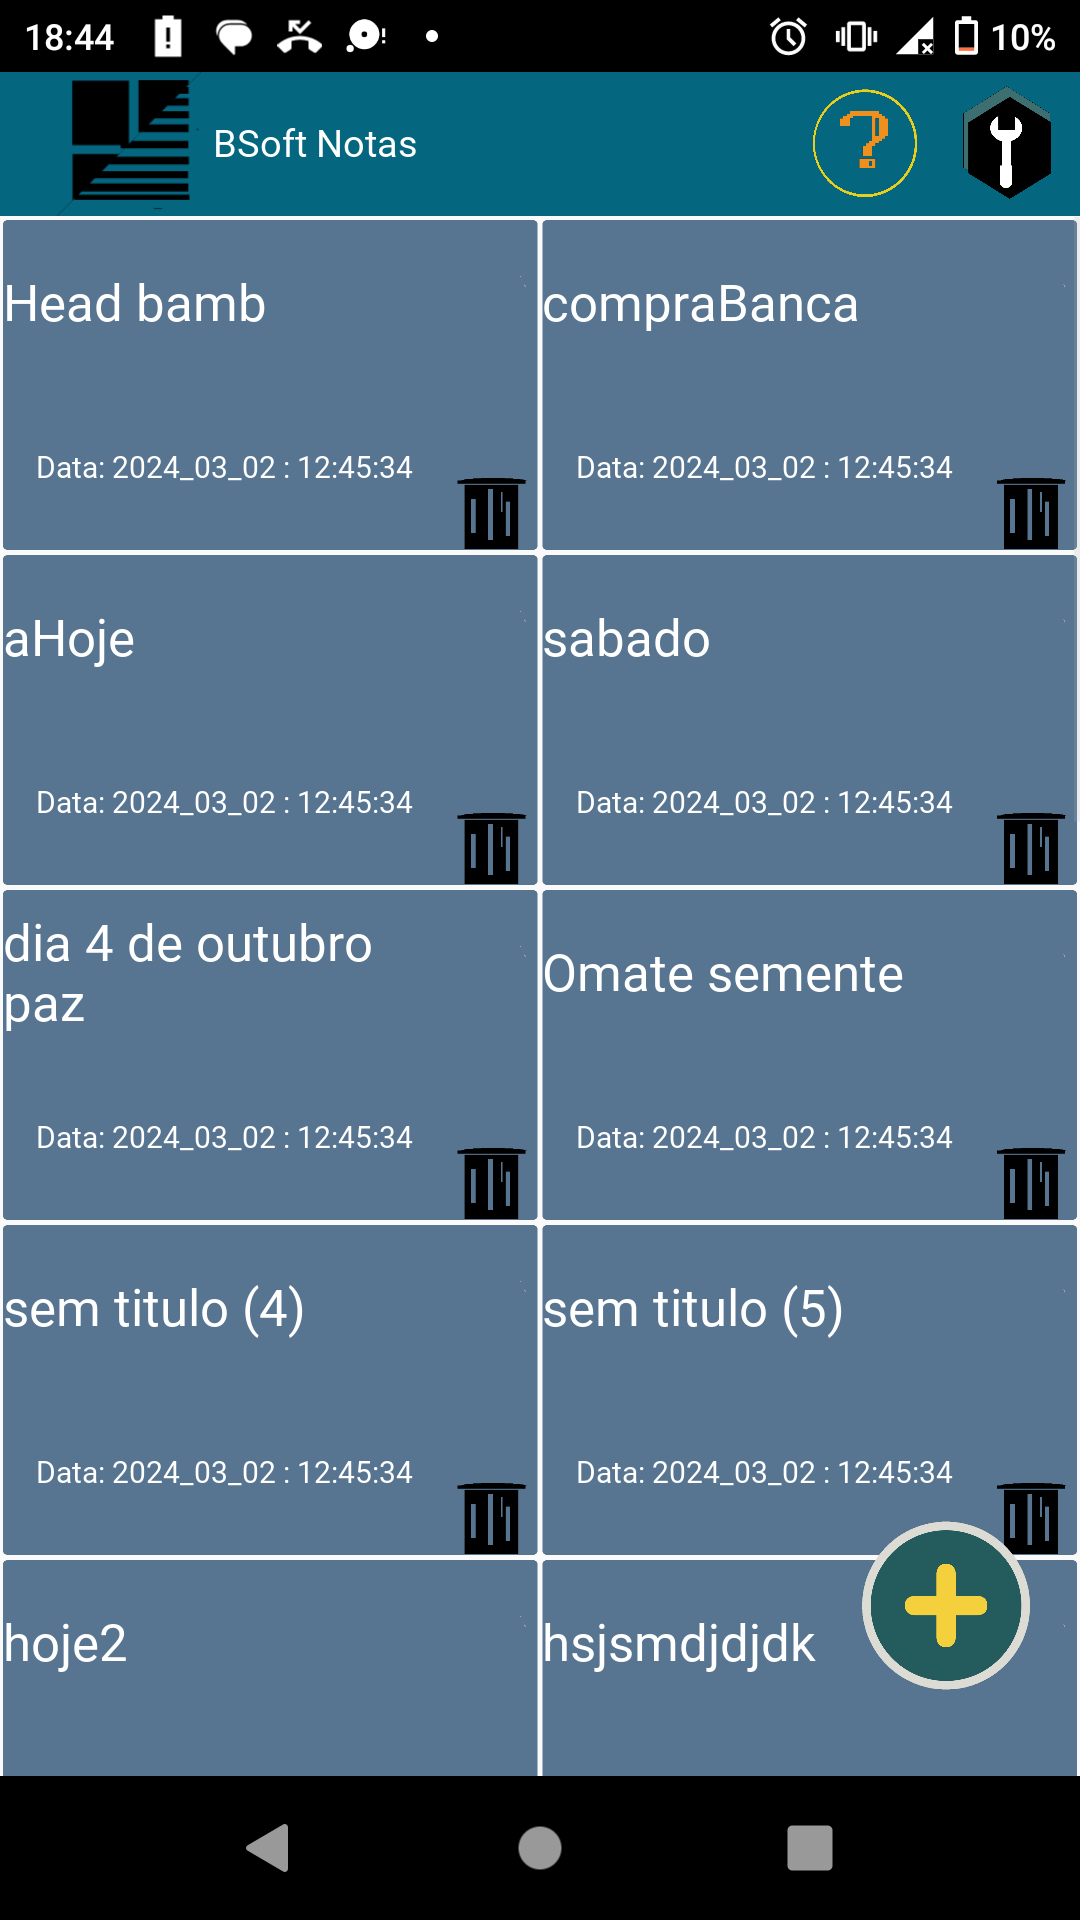 18:44
10%
BSoft Notas
?
Head bamb
Data: 2024_03_02 : 12:45:34
compraBanca
Data: 2024_03_02 : 12:45:34
aHoje
Data: 2024_03_02 : 12:45:34
sabado
Data: 2024_03_02 : 12:45:34
dia 4 de outubro
paz
Data: 2024_03_02 : 12:45:34
Omate semente
Data: 2024_03_02 : 12:45:34
sem titulo (4)
Data: 2024_03_02 : 12:45:34
sem titulo (5)
Data: 2024_03_02 : 12:45:34
hoje2
hsjsmdjdjdk